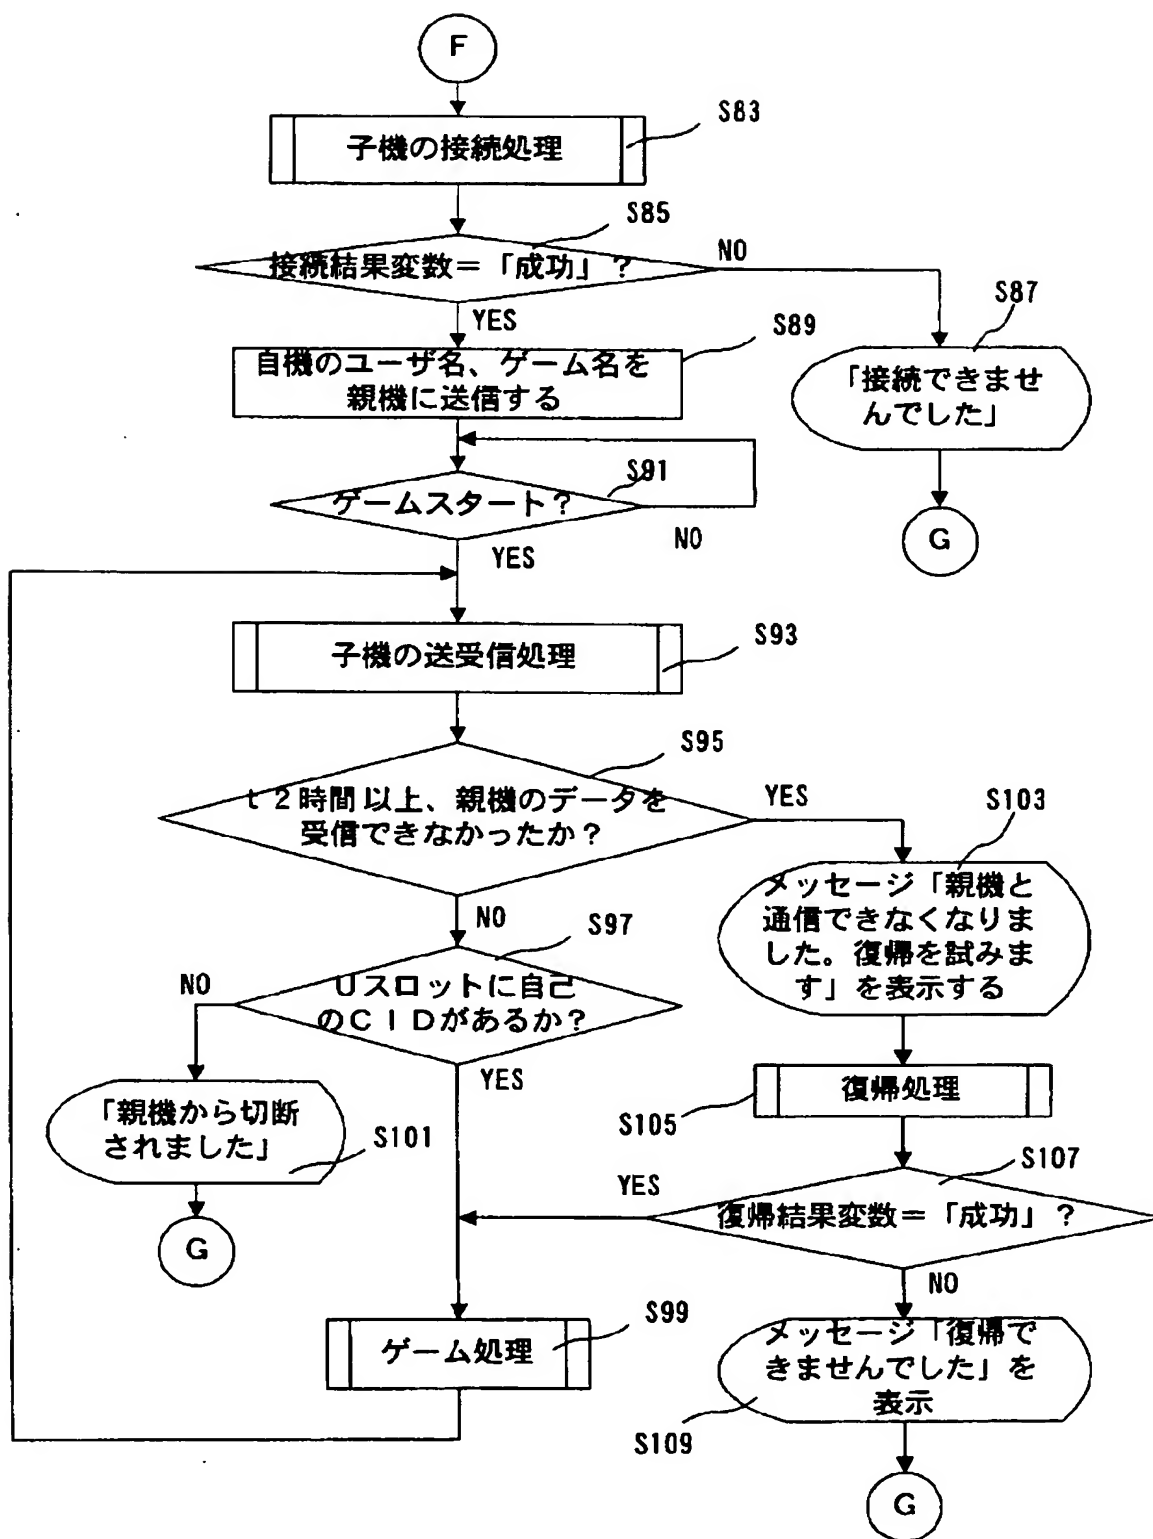 F
S83
子機の接続処理
S85
接続結果変数＝「成功」？
NO
YES
S87
S89
自機のユーザ名、ゲーム名を
親機に送信する
「接続できませ
んでした」
S91
ゲームスタート？
NO
YES
G
S93
子機の送受信処理
S95
ｔ２時間以上、親機のデータを
受信できなかったか？
YES
NO
S103
メッセージ「親機と
通信できなくなりま
した。復帰を試みま
す」を表示する
S97
Ｕスロットに自己
のＣＩＤがあるか？
NO
YES
「親機から切断
されました」
S101
G
S105
復帰処理
S107
復帰結果変数＝「成功」？
YES
NO
S99
ゲーム処理
メッセージ「復帰で
きませんでした」を
表示
S109
G